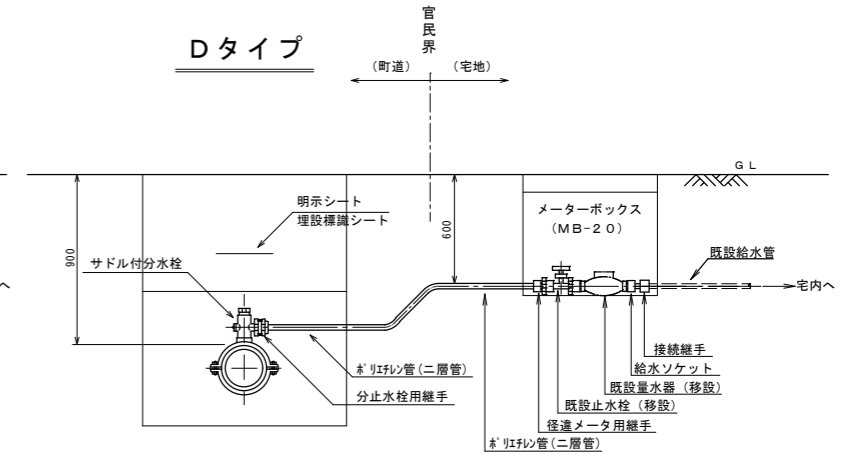 Dタイプ
官民界
(町道)
(宅地)
GL
明示シート
埋設標識シート
メーターボックス
(MB-20)
900
600
サドル付分水栓
既設給水管
へ
宅内へ
ﾎﾟﾘｴﾁﾚﾝ管(二層管)
分止水栓用継手
接続継手
給水ソケット
既設量水器(移設)
既設止水栓(移設)
径違メータ用継手
ﾎﾟﾘｴﾁﾚﾝ管(二層管)